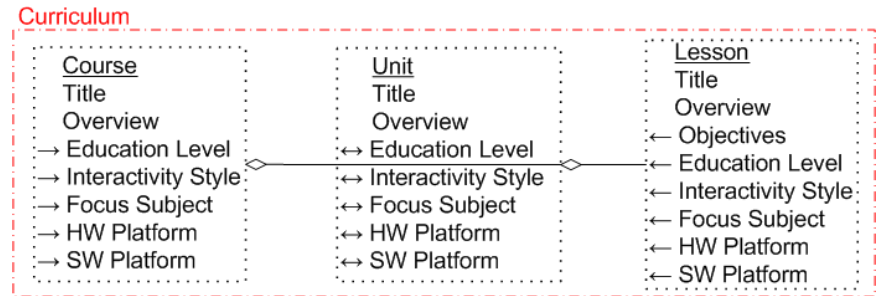 Curriculum
Course
Title
Overview
→ Education Level
→ Interactivity Style
→ Focus Subject
→ HW Platform
→ SW Platform
Unit
Title
Overview
↔ Education Level
↔ Interactivity Style
↔ Focus Subject
↔ HW Platform
↔ SW Platform
Lesson
Title
Overview
← Objectives
← Education Level
← Interactivity Style
← Focus Subject
← HW Platform
← SW Platform